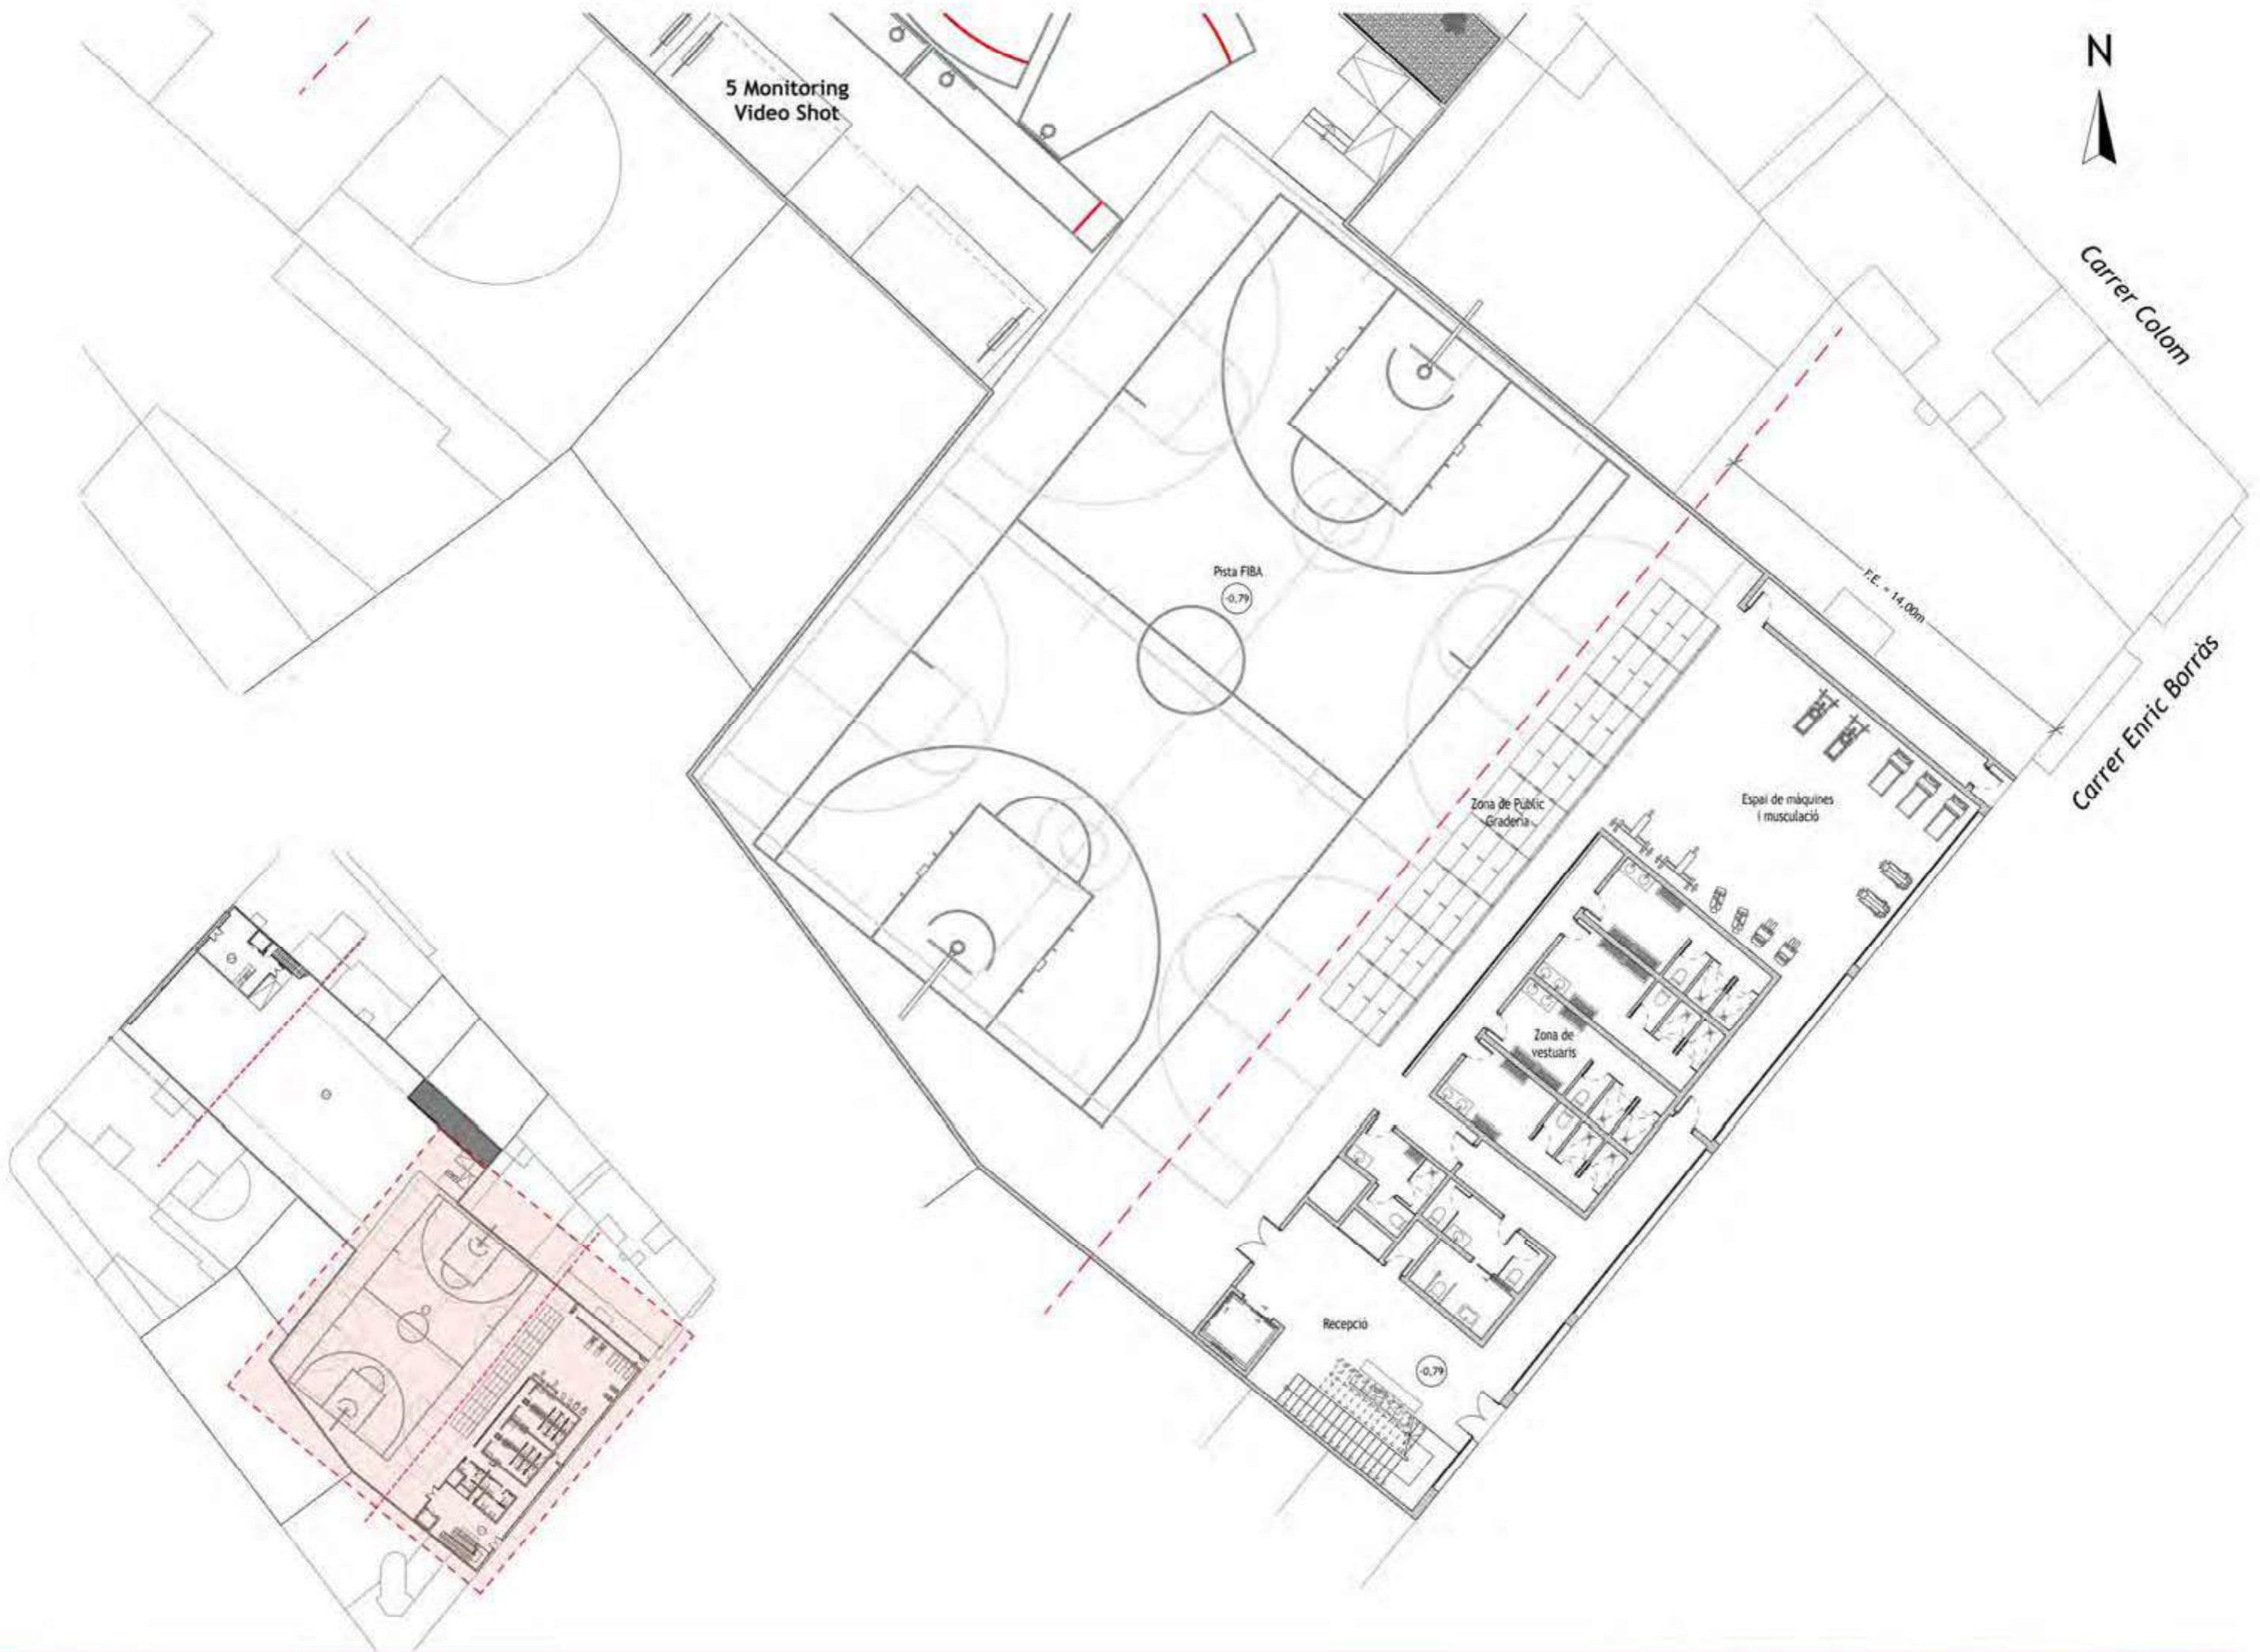 5 Monitoring
Video Shot
N
Carrer Colom
Pista FIBA
-0,79
F.E. = 14,00m
Carrer Enric Borràs
Zona de Públic
Graderia
Espai de màquines
i musculació
Zona de
vestuaris
Recepció
-0,79